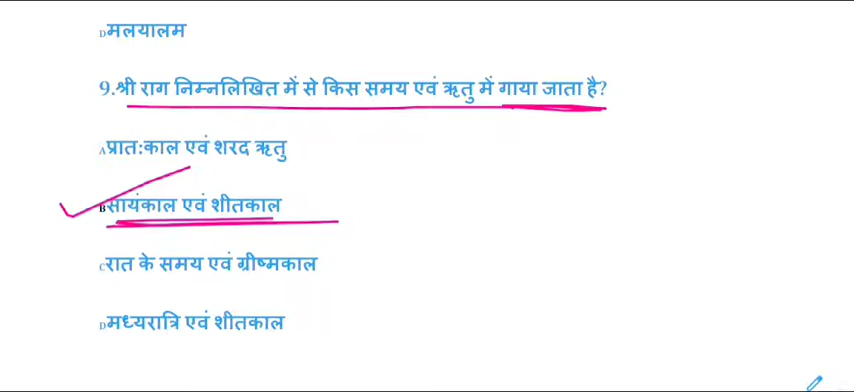 Dमलयालम
9.श्री राग निम्नलिखित में से किस समय एवं ऋतु में गाया जाता है?
Aप्रात:काल एवं शरद ऋतु
Bसायंकाल एवं शीतकाल
Cरात के समय एवं ग्रीष्मकाल
Dमध्यरात्रि एवं शीतकाल